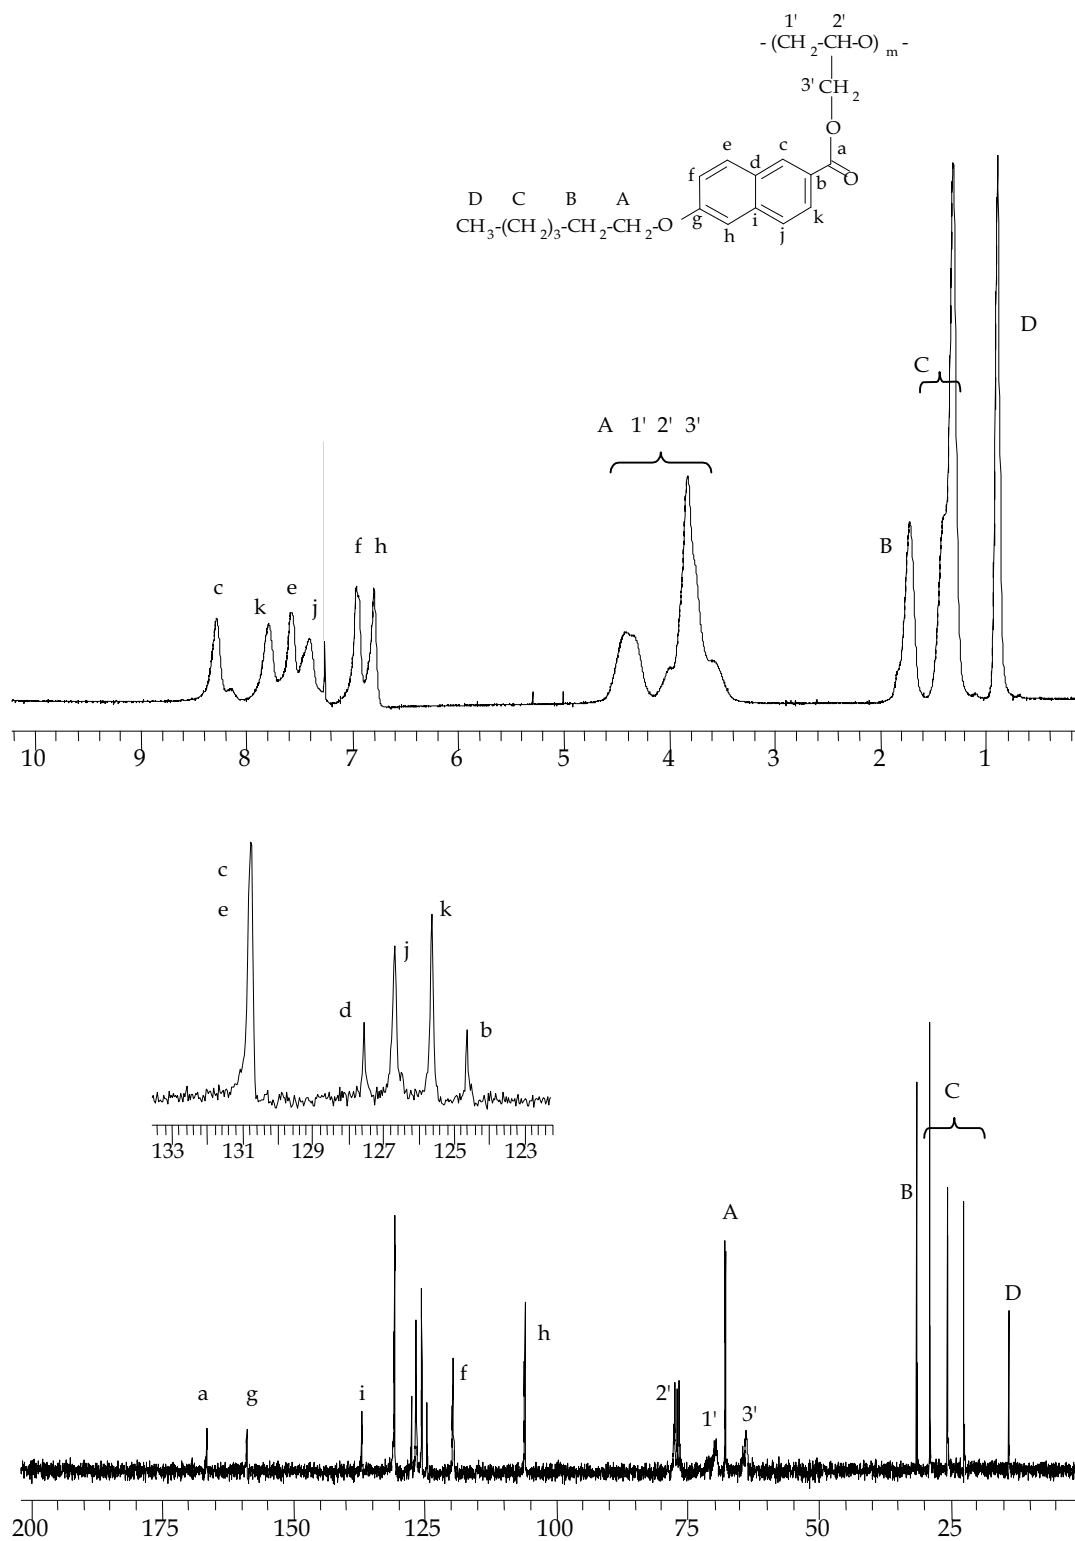 1' 2'
- (CH2-CH-O)m -
3' CH2
O
a
e d c
b O
f
D C B A
k
CH3-(CH2)3-CH2-CH2-O g i
h j
D
C
A 1' 2' 3'
B
f h
c k e j
10 9 8 7 6 5 4 3 2 1
c
e
k
j
d
b
133 131 129 127 125 123
C
B
A
D
h
f
a g i
2' 1' 3'
200 175 150 125 100 75 50 25